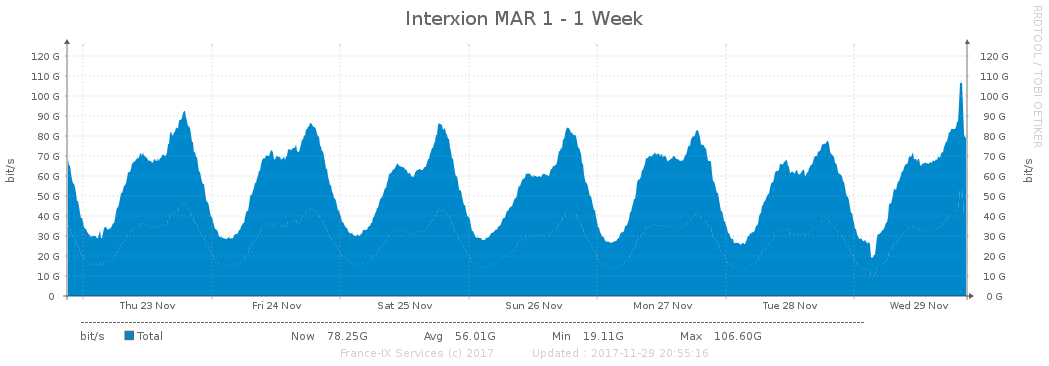 Interxion MAR 1 - 1 Week
RRDTOOL / TOBI OETIKER
bit/s
120 G 120 G
110 G 110 G
100 G 100 G
90 G 90 G
80 G 80 G
70 G 70 G
60 G 60 G
50 G 50 G
40 G 40 G
30 G 30 G
20 G 20 G
10 G 10 G
0 0 G
bit/s
Thu 23 Nov Fri 24 Nov Sat 25 Nov Sun 26 Nov Mon 27 Nov Tue 28 Nov Wed 29 Nov
bit/s Total Now 78.25G Avg 56.01G Min 19.11G Max 106.60G
France-IX Services (c) 2017 Updated : 2017-11-29 20:55:16